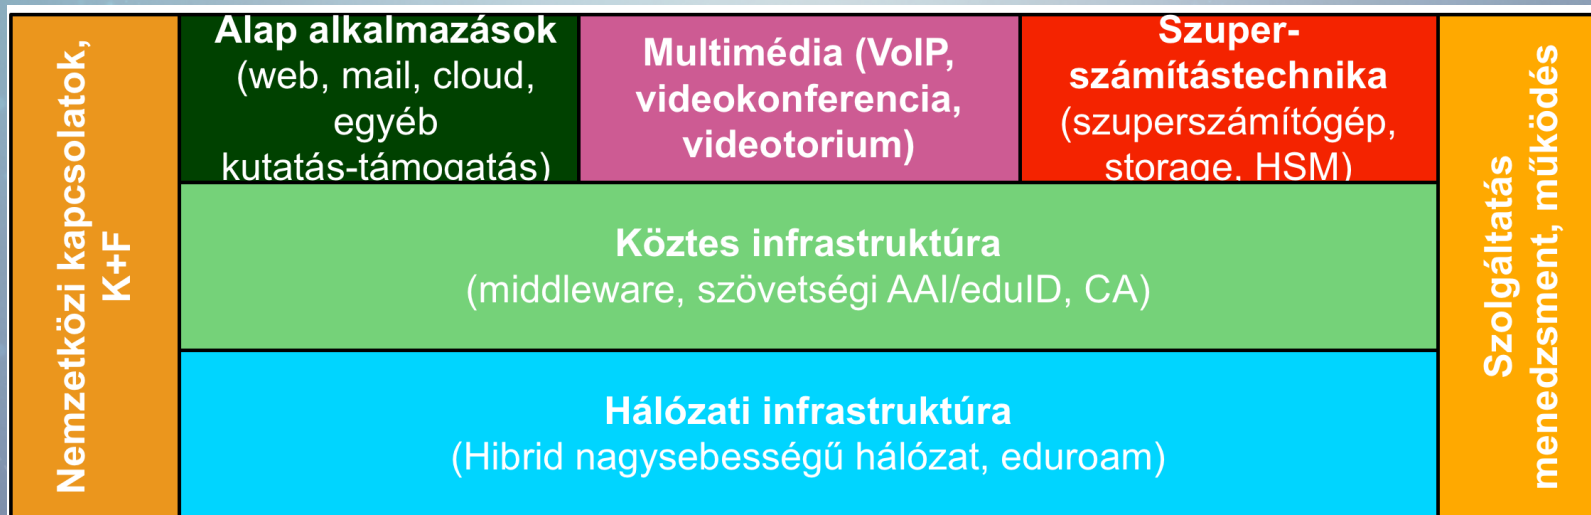 Nemzetközi kapcsolatok,
K+F
Alap alkalmazások
(web, mail, cloud,
egyéb
kutatás-támogatás)
Multimédia (VoIP,
videokonferencia,
videotorium)
Szuper-
számítástechnika
(szuperszámítógép,
storage, HSM)
Köztes infrastruktúra
(middleware, szövetségi AAI/eduID, CA)
Hálózati infrastruktúra
(Hibrid nagysebességű hálózat, eduroam)
Szolgáltatás
menedzsment, működés